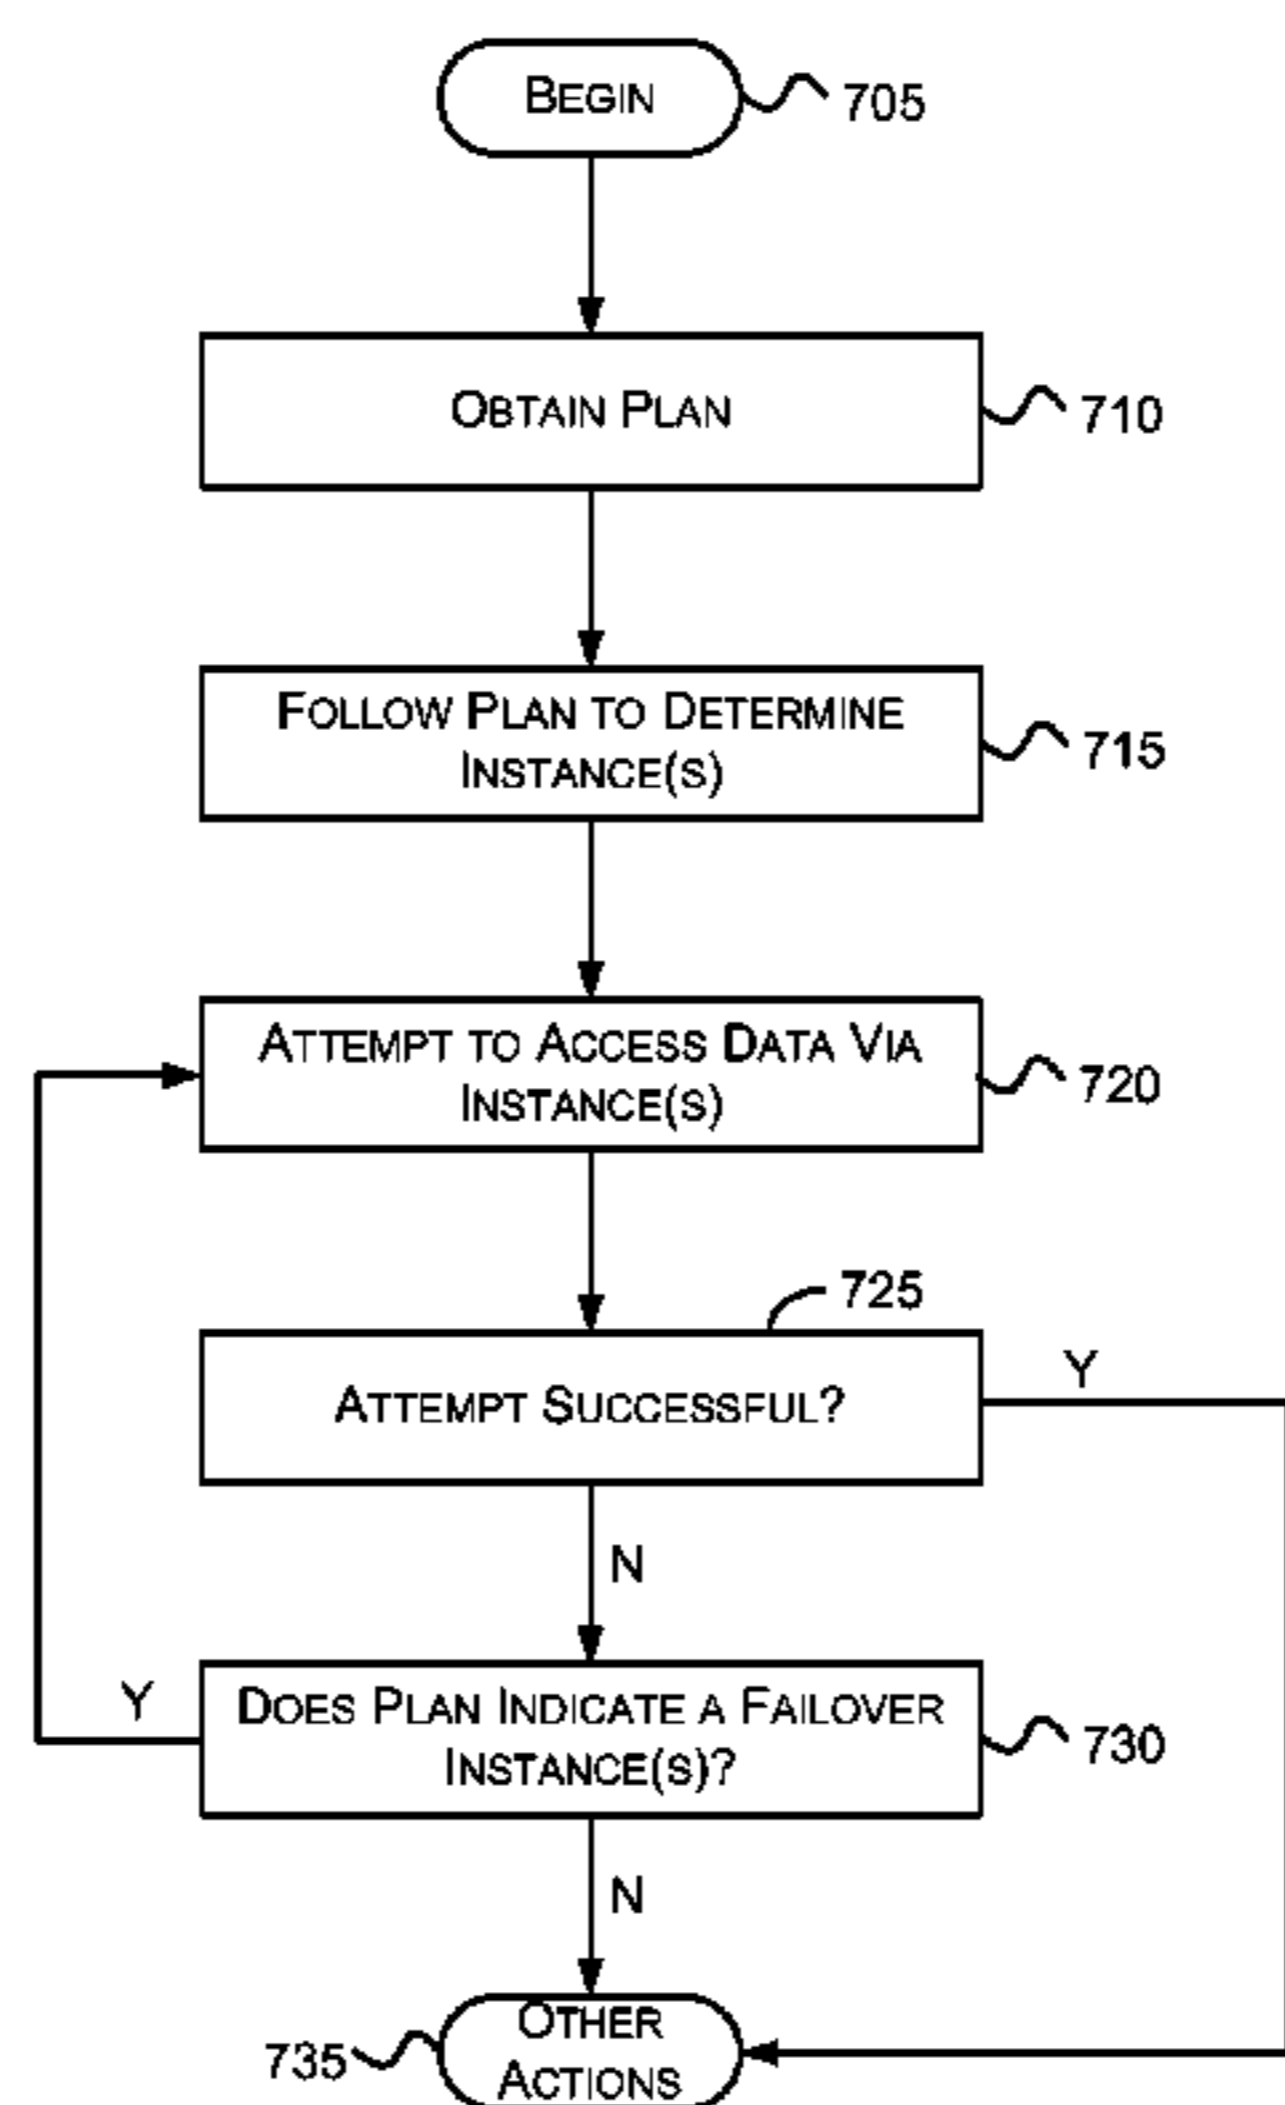 BEGIN
705
OBTAIN PLAN
710
FOLLOW PLAN TO DETERMINE
INSTANCE(S)
715
ATTEMPT TO ACCESS DATA VIA
INSTANCE(S)
720
725
ATTEMPT SUCCESSFUL?
Y
N
Y
DOES PLAN INDICATE A FAILOVER
INSTANCE(S)?
730
N
OTHER
ACTIONS
735